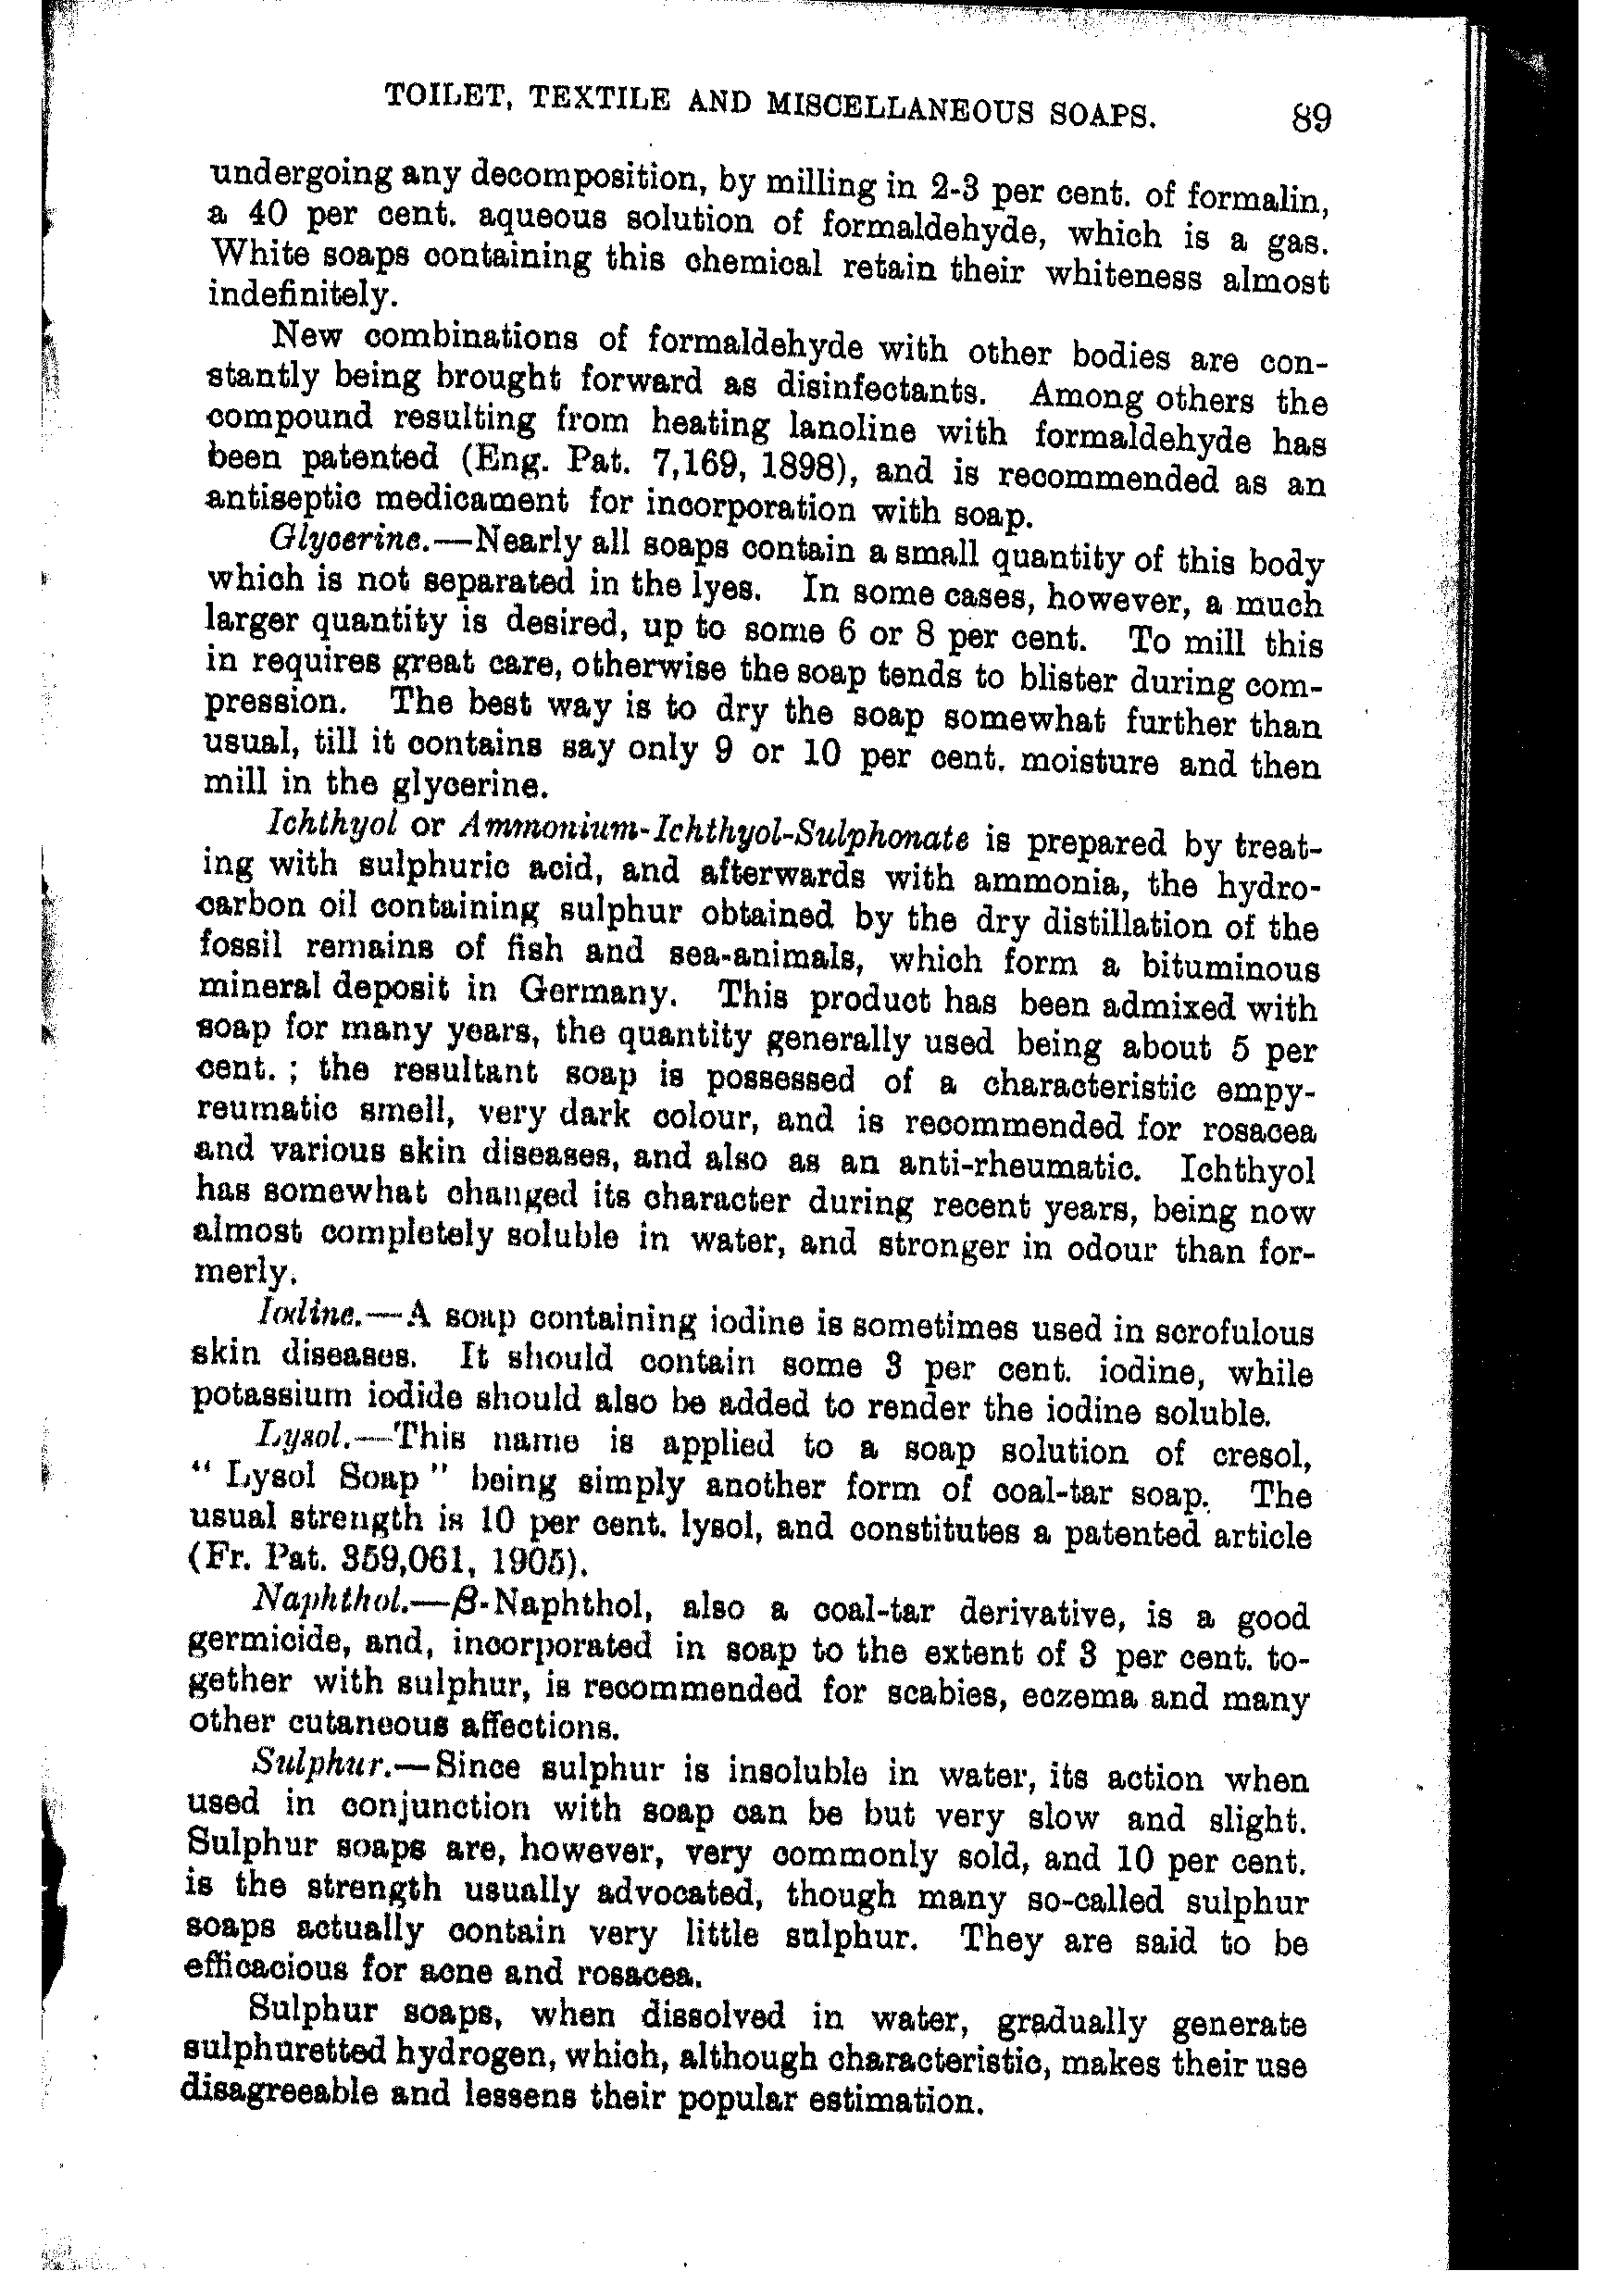 TOILET, TEXTILE AND MISCELLANEOUS SOAPS. 89
undergoing any decomposition, by milling in 2-3 per cent. of formalin,
a 40 per cent. aqueous solution of formaldehyde, which is a gas.
White soaps containing this chemical retain their whiteness almost
indefinitely.
New combinations of formaldehyde with other bodies are con-
stantly being brought forward as disinfectants. Among others the
compound resulting from heating lanoline with formaldehyde has
been patented (Eng. Pat. 7,169, 1898), and is recommended as an
antiseptic medicament for incorporation with soap.
Glycerine.—Nearly all soaps contain a small quantity of this body
which is not separated in the lyes. In some cases, however, a much
larger quantity is desired, up to some 6 or 8 per cent. To mill this
in requires great care, otherwise the soap tends to blister during com-
pression. The best way is to dry the soap somewhat further than
usual, till it contains say only 9 or 10 per cent. moisture and then
mill in the glycerine.
Ichthyol or Ammonium-Ichthyol-Sulphonate is prepared by treat-
ing with sulphuric acid, and afterwards with ammonia, the hydro-
carbon oil containing sulphur obtained by the dry distillation of the
fossil remains of fish and sea-animals, which form a bituminous
mineral deposit in Germany. This product has been admixed with
soap for many years, the quantity generally used being about 5 per
cent. ; the resultant soap is possessed of a characteristic empy-
reumatic smell, very dark colour, and is recommended for rosacea
and various skin diseases, and also as an anti-rheumatic. Ichthyol
has somewhat changed its character during recent years, being now
almost completely soluble in water, and stronger in odour than for-
merly.
Iodine.—A soap containing iodine is sometimes used in scrofulous
skin diseases. It should contain some 3 per cent. iodine, while
potassium iodide should also be added to render the iodine soluble.
Lysol.—This name is applied to a soap solution of cresol,
" Lysol Soap " being simply another form of coal-tar soap. The
usual strength is 10 per cent. lysol, and constitutes a patented article
(Fr. Pat. 359,061, 1905).
Naphthol.—β-Naphthol, also a coal-tar derivative, is a good
germicide, and, incorporated in soap to the extent of 3 per cent. to-
gether with sulphur, is recommended for scabies, eczema and many
other cutaneous affections.
Sulphur.—Since sulphur is insoluble in water, its action when
used in conjunction with soap can be but very slow and slight.
Sulphur soaps are, however, very commonly sold, and 10 per cent.
is the strength usually advocated, though many so-called sulphur
soaps actually contain very little sulphur. They are said to be
efficacious for acne and rosacea.
Sulphur soaps, when dissolved in water, gradually generate
sulphuretted hydrogen, which, although characteristic, makes their use
disagreeable and lessens their popular estimation.